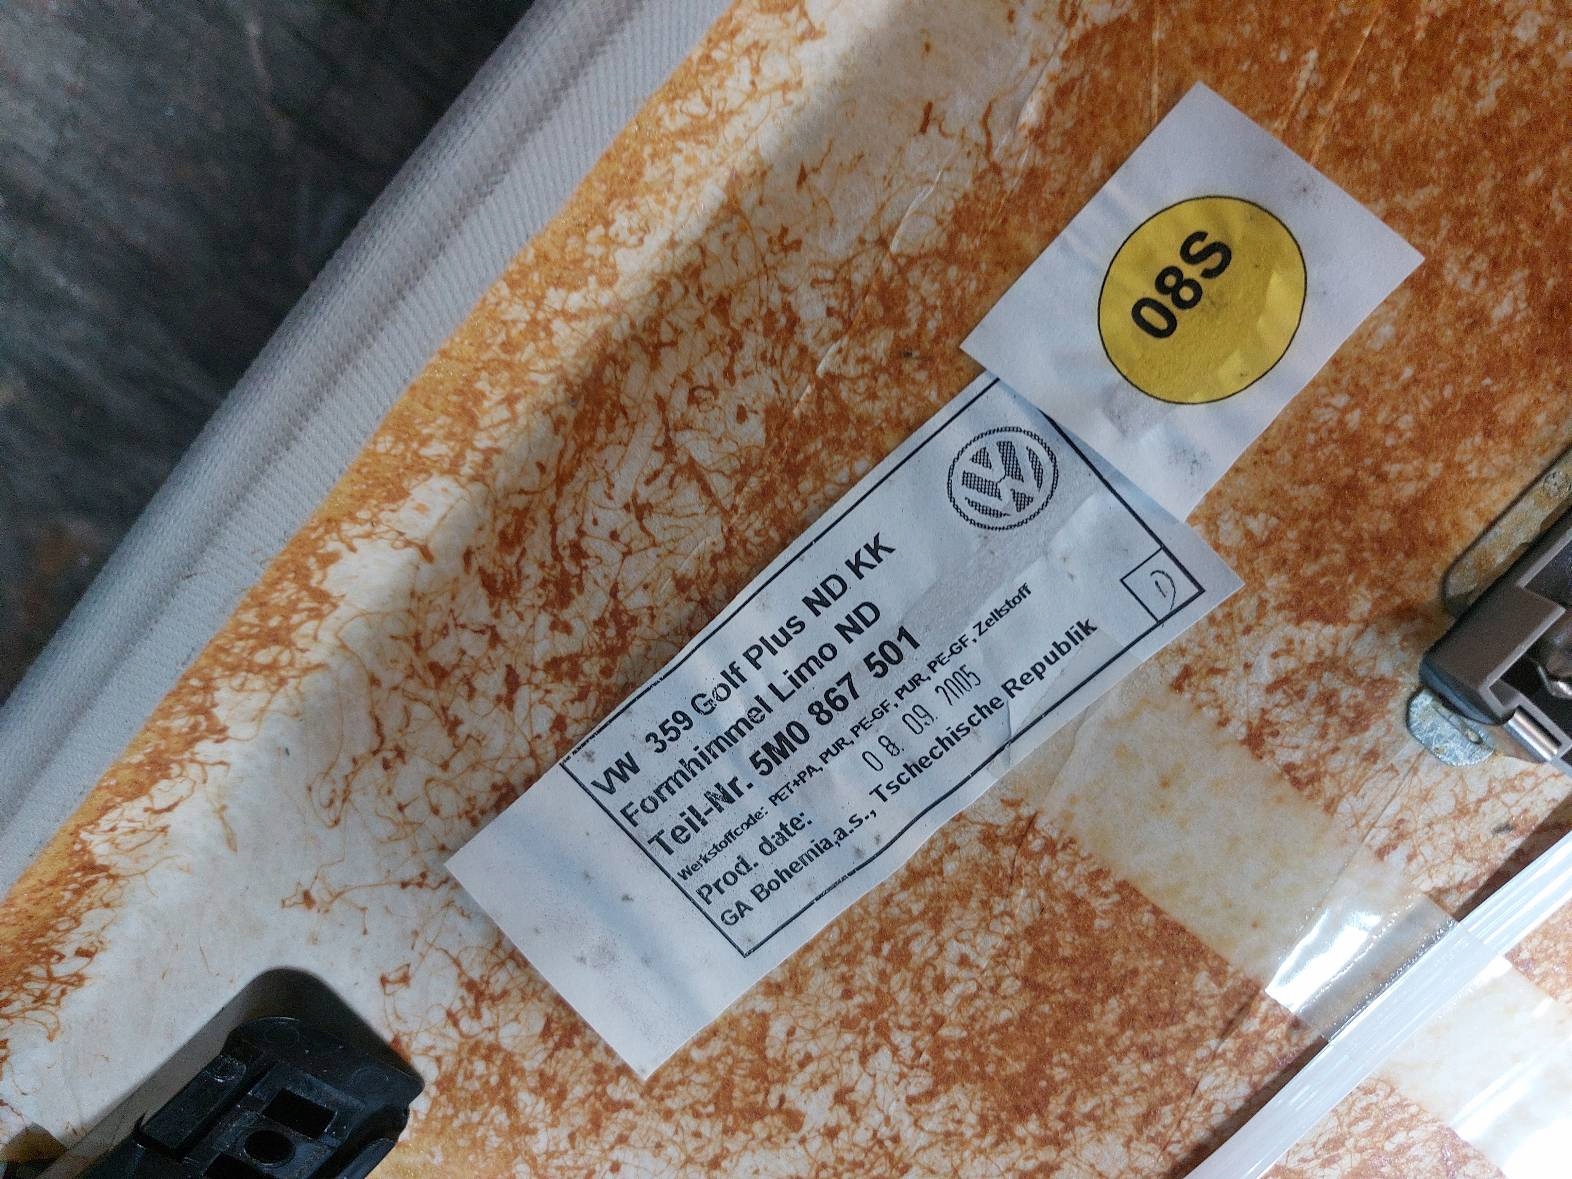 08S
VW 359 Golf Plus ND KK
Formhimmel Limo ND
Teil-Nr. 5M0 867 501
Werkstoffcode: PET+PA, PUR, PE-GF, PUR, PE-GF, Zellstoff
Prod. date: 08. 09. 2005
GA Bohemia,a.s., Tschechische Republik